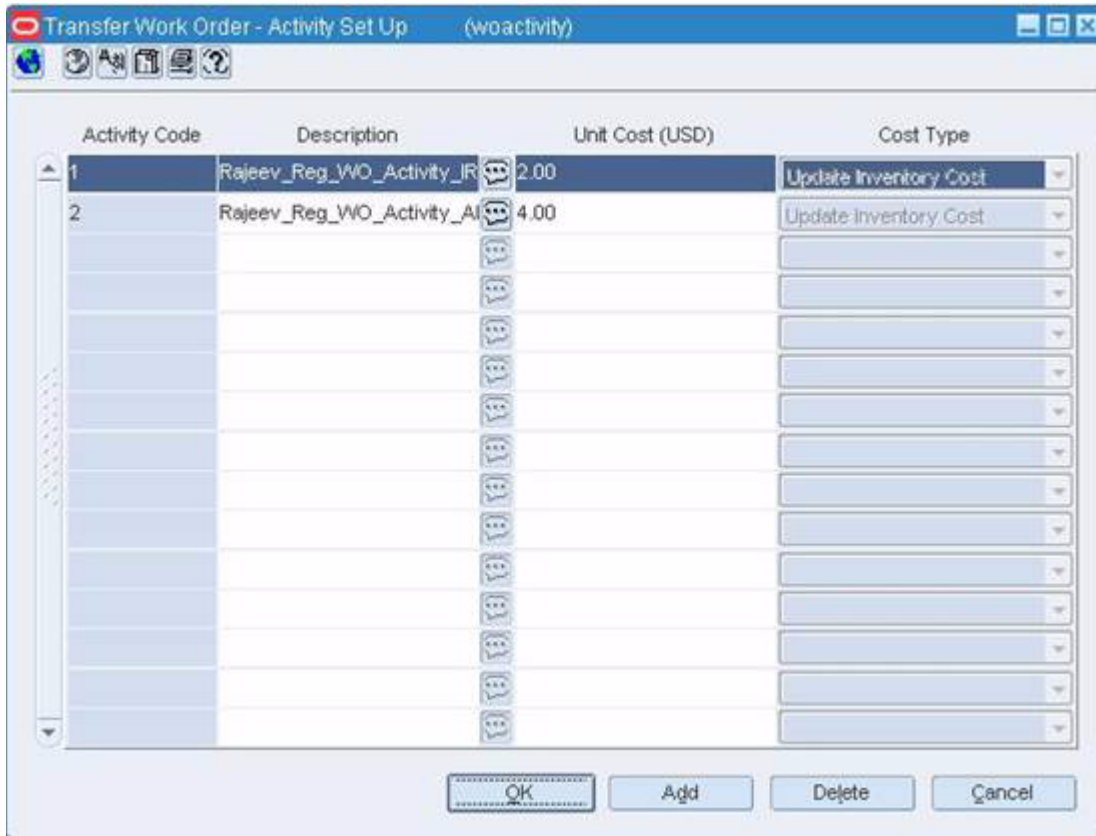 Transfer Work Order - Activity Set Up (woactivity)
Activity Code Description Unit Cost (USD) Cost Type
1 Rajeev_Reg_WO_Activity_IR 2.00 Update Inventory Cost
2 Rajeev_Reg_WO_Activity_A 4.00 Update Inventory Cost
OK Add Delete Cancel